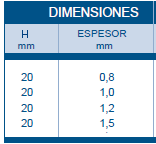 DIMENSIONES
H ESPESOR
mm mm
20 0,8
20 1,0
20 1,2
20 1,5